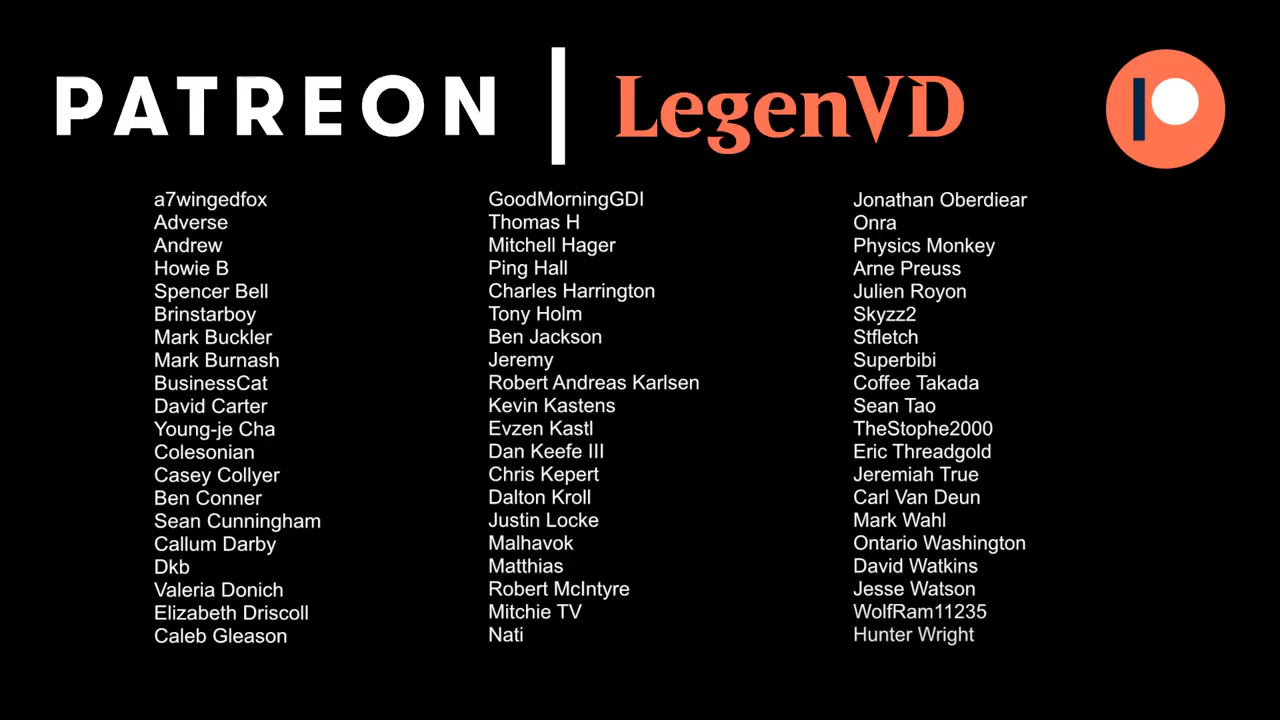 PATREON | LegenVD
a7wingedfox
Adverse
Andrew
Howie B
Spencer Bell
Brinstarboy
Mark Buckler
Mark Burnash
BusinessCat
David Carter
Young-je Cha
Colesonian
Casey Collyer
Ben Conner
Sean Cunningham
Callum Darby
Dkb
Valeria Donich
Elizabeth Driscoll
Caleb Gleason
GoodMorningGDI
Thomas H
Mitchell Hager
Ping Hall
Charles Harrington
Tony Holm
Ben Jackson
Jeremy
Robert Andreas Karlsen
Kevin Kastens
Evzen Kastl
Dan Keefe III
Chris Kepert
Dalton Kroll
Justin Locke
Malhavok
Matthias
Robert McIntyre
Mitchie TV
Nati
Jonathan Oberdiear
Onra
Physics Monkey
Arne Preuss
Julien Royon
Skyzz2
Stfletch
Superbibi
Coffee Takada
Sean Tao
TheStophe2000
Eric Threadgold
Jeremiah True
Carl Van Deun
Mark Wahl
Ontario Washington
David Watkins
Jesse Watson
WolfRam11235
Hunter Wright